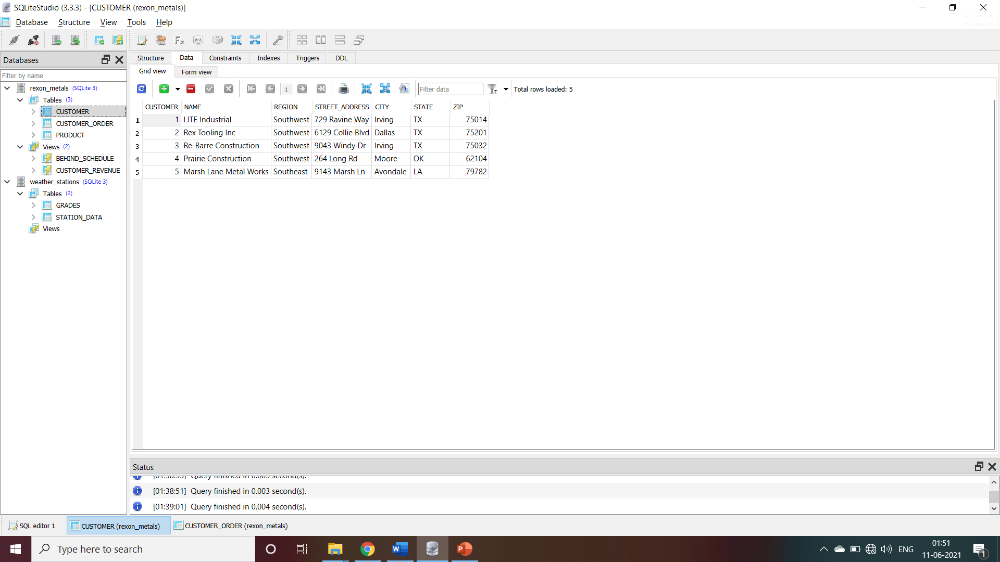 SQLiteStudio (3.3.3) - [CUSTOMER (rexon_metals)]
Database Structure View Tools Help
Databases
Filter by name
rexon_metals (SQLite 3)
Tables (3)
CUSTOMER
CUSTOMER_ORDER
PRODUCT
Views (2)
BEHIND_SCHEDULE
CUSTOMER_REVENUE
weather_stations (SQLite 3)
Tables (2)
GRADES
STATION_DATA
Views
Structure Data Constraints Indexes Triggers DDL
Grid view Form view
1 Filter data Total rows loaded: 5
CUSTOMER_ NAME REGION STREET_ADDRESS CITY STATE ZIP
1 1 LITE Industrial Southwest 729 Ravine Way Irving TX 75014
2 2 Rex Tooling Inc Southwest 6129 Collie Blvd Dallas TX 75201
3 3 Re-Barre Construction Southwest 9043 Windy Dr Irving TX 75032
4 4 Prairie Construction Southwest 264 Long Rd Moore OK 62104
5 5 Marsh Lane Metal Works Southeast 9143 Marsh Ln Avondale LA 79782
Status
Query finished in 0.003 second(s).
[01:38:51] Query finished in 0.003 second(s).
[01:39:01] Query finished in 0.004 second(s).
SQL editor 1 CUSTOMER (rexon_metals) CUSTOMER_ORDER (rexon_metals)
Type here to search
ENG
01:51
11-06-2021
1